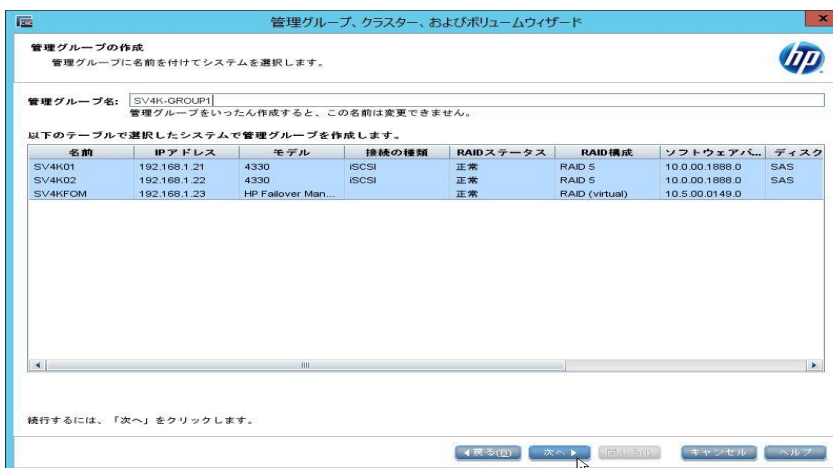 管理グループ、クラスター、およびボリュームウィザード
管理グループの作成
管理グループに名前を付けてシステムを選択します。
hp
管理グループ名: SV4K-GROUP1
管理グループをいったん作成すると、この名前は変更できません。
以下のテーブルで選択したシステムで管理グループを作成します。
名前 IPアドレス モデル 接続の種類 RAIDステータス RAID構成 ソフトウェアバ... ディスク
SV4K01 192.168.1.21 4330 iSCSI 正常 RAID 5 10.0.00.1888.0 SAS
SV4K02 192.168.1.22 4330 iSCSI 正常 RAID 5 10.0.00.1888.0 SAS
SV4KFOM 192.168.1.23 HP Failover Man... 正常 RAID (virtual) 10.5.00.0149.0
続行するには、「次へ」をクリックします。
戻る(B) 次へ キャンセル ヘルプ